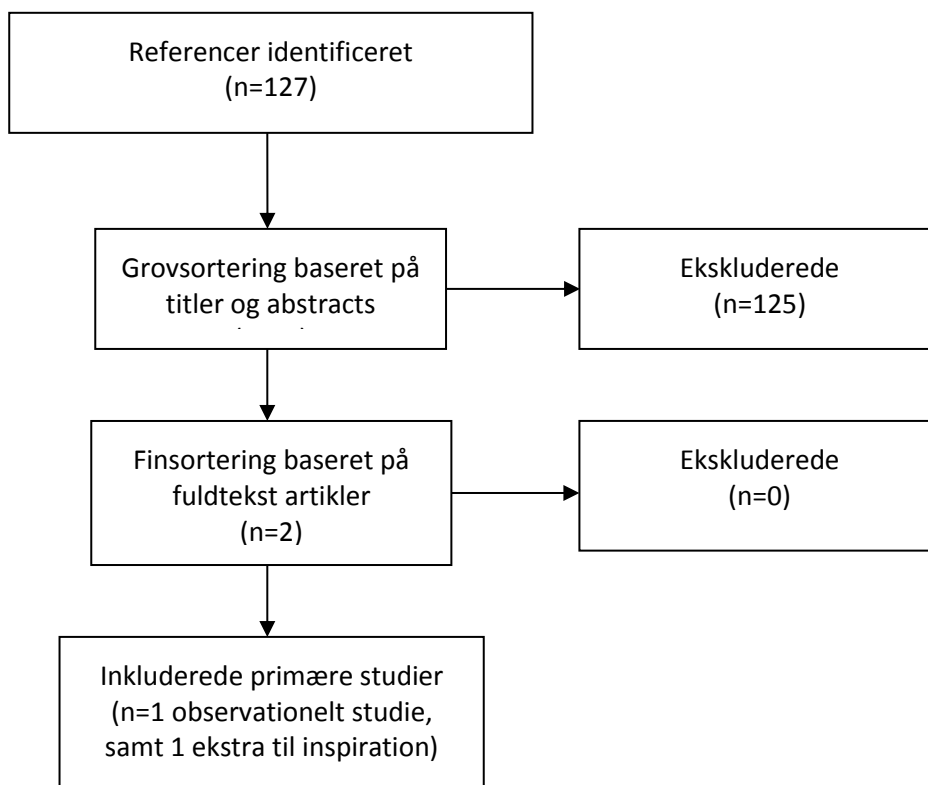 Referencer identificeret
(n=127)
Grovsortering baseret på
titler og abstracts
Ekskluderede
(n=125)
Finsortering baseret på
fuldtekst artikler
(n=2)
Ekskluderede
(n=0)
Inkluderede primære studier
(n=1 observationelt studie,
samt 1 ekstra til inspiration)